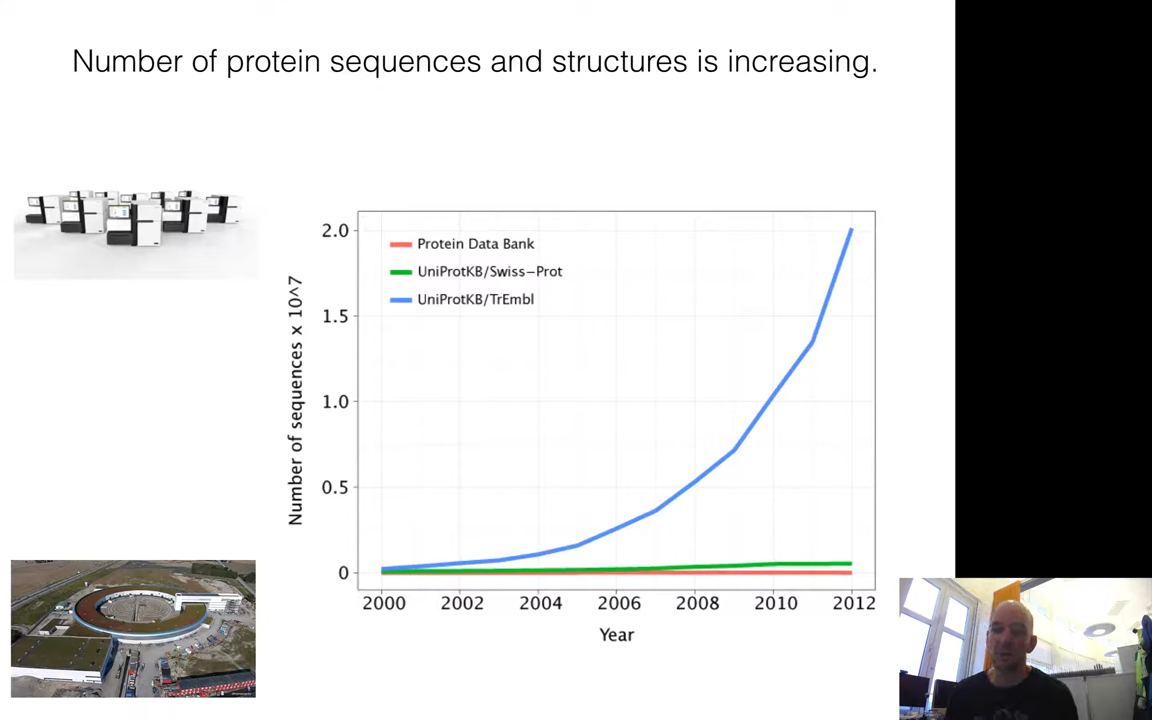 Number of protein sequences and structures is increasing.
2.0
1.5
1.0
0.5
0
Number of sequences x 10^7
Protein Data Bank
UniProtKB/Swiss−Prot
UniProtKB/TrEmbl
2000 2002 2004 2006 2008 2010 2012
Year